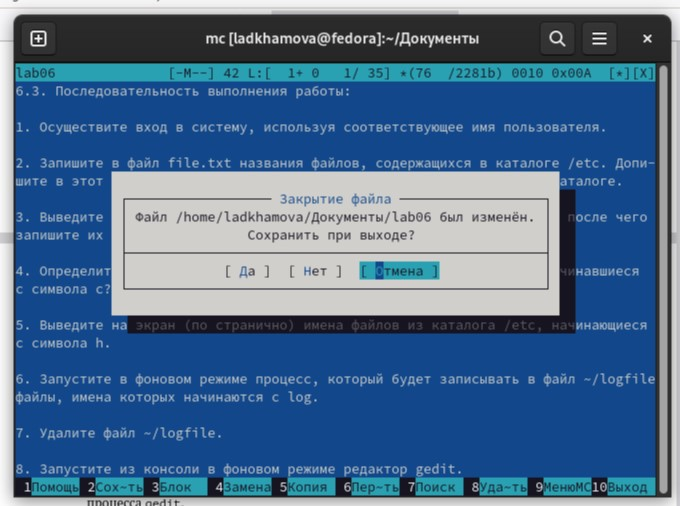 mc [ladkhamova@fedora]:~/Документы
lab06 [-M--] 42 L:[ 1+ 0 1/ 35] *(76 /2281b) 0010 0x00A [*][X]
6.3. Последовательность выполнения работы:
1. Осуществите вход в систему, используя соответствующее имя пользователя.
2. Запишите в файл file.txt названия файлов, содержащихся в каталоге /etc. Допи-
шите в этот аталоге.
Закрытие файла
Файл /home/ladkhamova/Документы/lab06 был изменён.
Сохранить при выходе?
[ Да ] [ Нет ] [ Отмена ]
3. Выведите после чего
запишите их
4. Определит чинавшиеся
с символа c?
5. Выведите на экран (по странично) имена файлов из каталога /etc, начинающиеся
с символа h.
6. Запустите в фоновом режиме процесс, который будет записывать в файл ~/logfile
файлы, имена которых начинаются с log.
7. Удалите файл ~/logfile.
8. Запустите из консоли в фоновом режиме редактор gedit.
1Помощь 2Сох~ть 3Блок 4Замена 5Копия 6Пер~ть 7Поиск 8Уда~ть 9МенюMC 10Выход
процесса gedit.